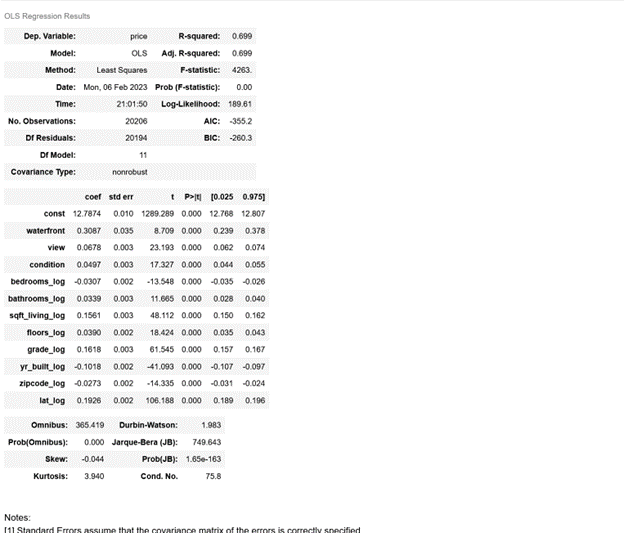 OLS Regression Results
Dep. Variable: price R-squared: 0.699
Model: OLS Adj. R-squared: 0.699
Method: Least Squares F-statistic: 4263.
Date: Mon, 06 Feb 2023 Prob (F-statistic): 0.00
Time: 21:01:50 Log-Likelihood: 189.61
No. Observations: 20206 AIC: -355.2
Df Residuals: 20194 BIC: -260.3
Df Model: 11
Covariance Type: nonrobust
coef std err t P>|t| [0.025 0.975]
const 12.7874 0.010 1289.289 0.000 12.768 12.807
waterfront 0.3087 0.035 8.709 0.000 0.239 0.378
view 0.0678 0.003 23.193 0.000 0.062 0.074
condition 0.0497 0.003 17.327 0.000 0.044 0.055
bedrooms_log -0.0307 0.002 -13.548 0.000 -0.035 -0.026
bathrooms_log 0.0339 0.003 11.665 0.000 0.028 0.040
sqft_living_log 0.1561 0.003 48.112 0.000 0.150 0.162
floors_log 0.0390 0.002 18.424 0.000 0.035 0.043
grade_log 0.1618 0.003 61.545 0.000 0.157 0.167
yr_built_log -0.1018 0.002 -41.093 0.000 -0.107 -0.097
zipcode_log -0.0273 0.002 -14.335 0.000 -0.031 -0.024
lat_log 0.1926 0.002 106.188 0.000 0.189 0.196
Omnibus: 365.419 Durbin-Watson: 1.983
Prob(Omnibus): 0.000 Jarque-Bera (JB): 749.643
Skew: -0.044 Prob(JB): 1.65e-163
Kurtosis: 3.940 Cond. No. 75.8
Notes:
[1] Standard Errors assume that the covariance matrix of the errors is correctly specified